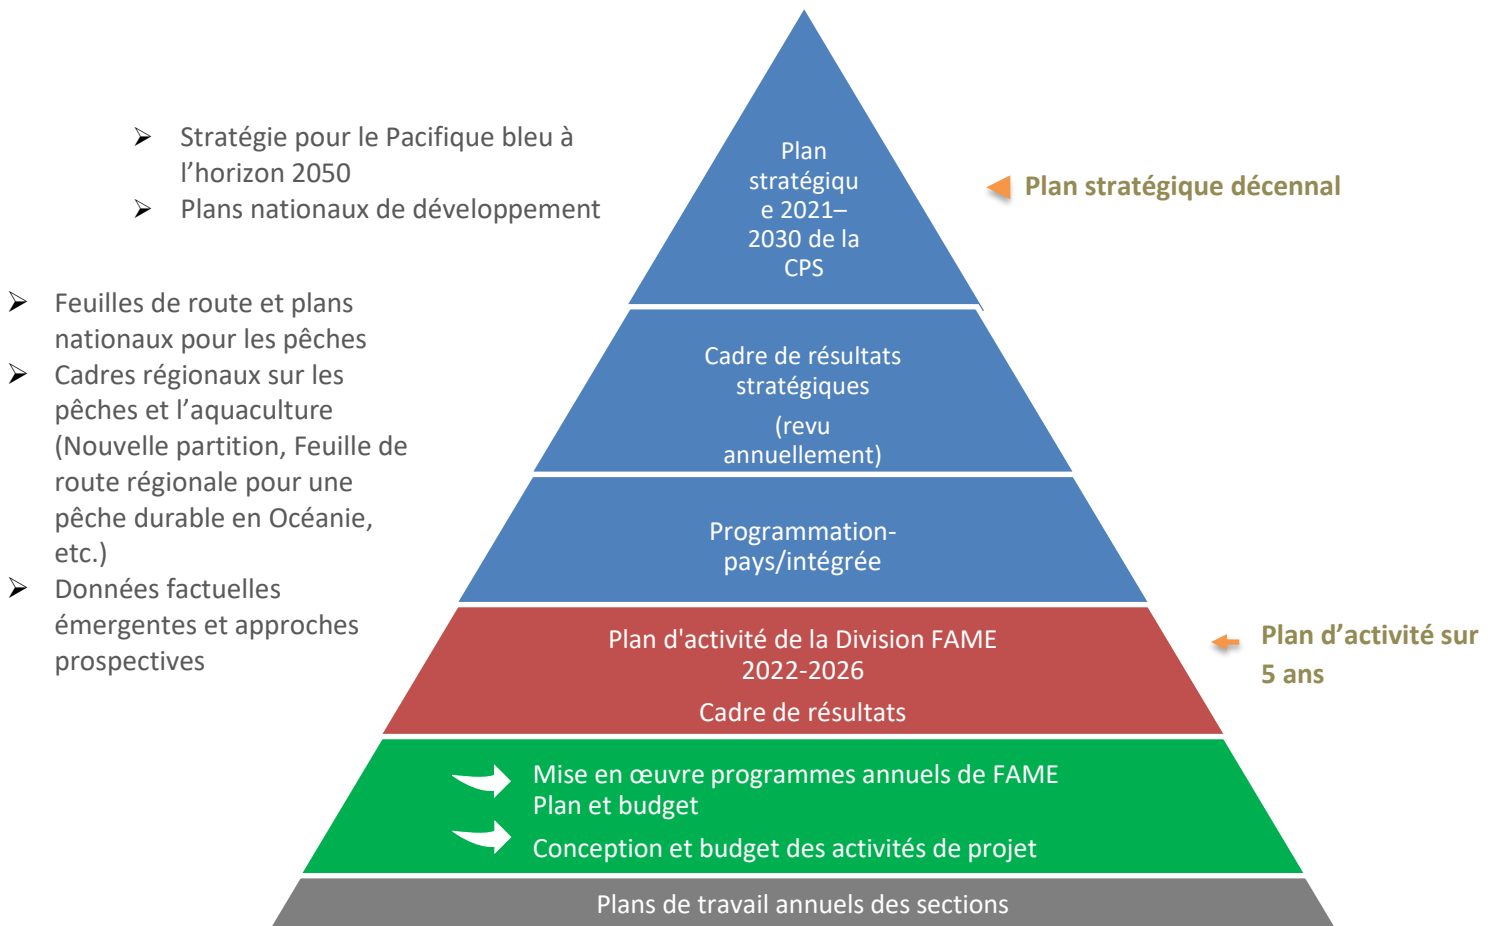 Stratégie pour le Pacifique bleu à
l’horizon 2050
Plans nationaux de développement
Feuilles de route et plans
nationaux pour les pêches
Cadres régionaux sur les
pêches et l’aquaculture
(Nouvelle partition, Feuille de
route régionale pour une
pêche durable en Océanie,
etc.)
Données factuelles
émergentes et approches
prospectives
Plan
stratégiqu
e 2021–
2030 de la
CPS
Cadre de résultats
stratégiques
(revu
annuellement)
Programmation-
pays/intégrée
Plan d'activité de la Division FAME
2022-2026
Cadre de résultats
Mise en œuvre programmes annuels de FAME
Plan et budget
Conception et budget des activités de projet
Plans de travail annuels des sections
Plan stratégique décennal
Plan d’activité sur
5 ans